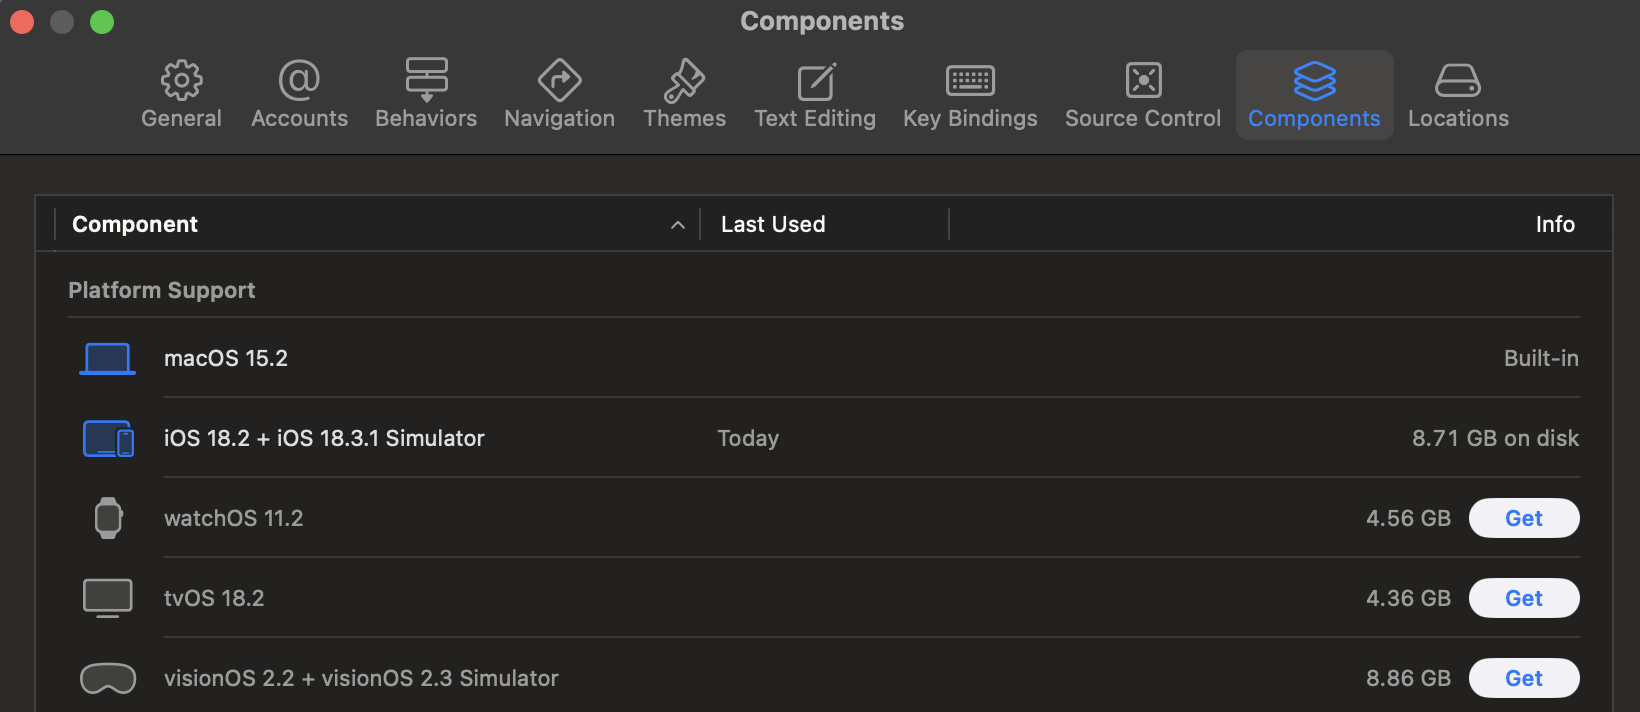 Components
General Accounts Behaviors Navigation Themes Text Editing Key Bindings Source Control Components Locations
Component Last Used Info
Platform Support
macOS 15.2 Built-in
iOS 18.2 + iOS 18.3.1 Simulator Today 8.71 GB on disk
watchOS 11.2 4.56 GB Get
tvOS 18.2 4.36 GB Get
visionOS 2.2 + visionOS 2.3 Simulator 8.86 GB Get